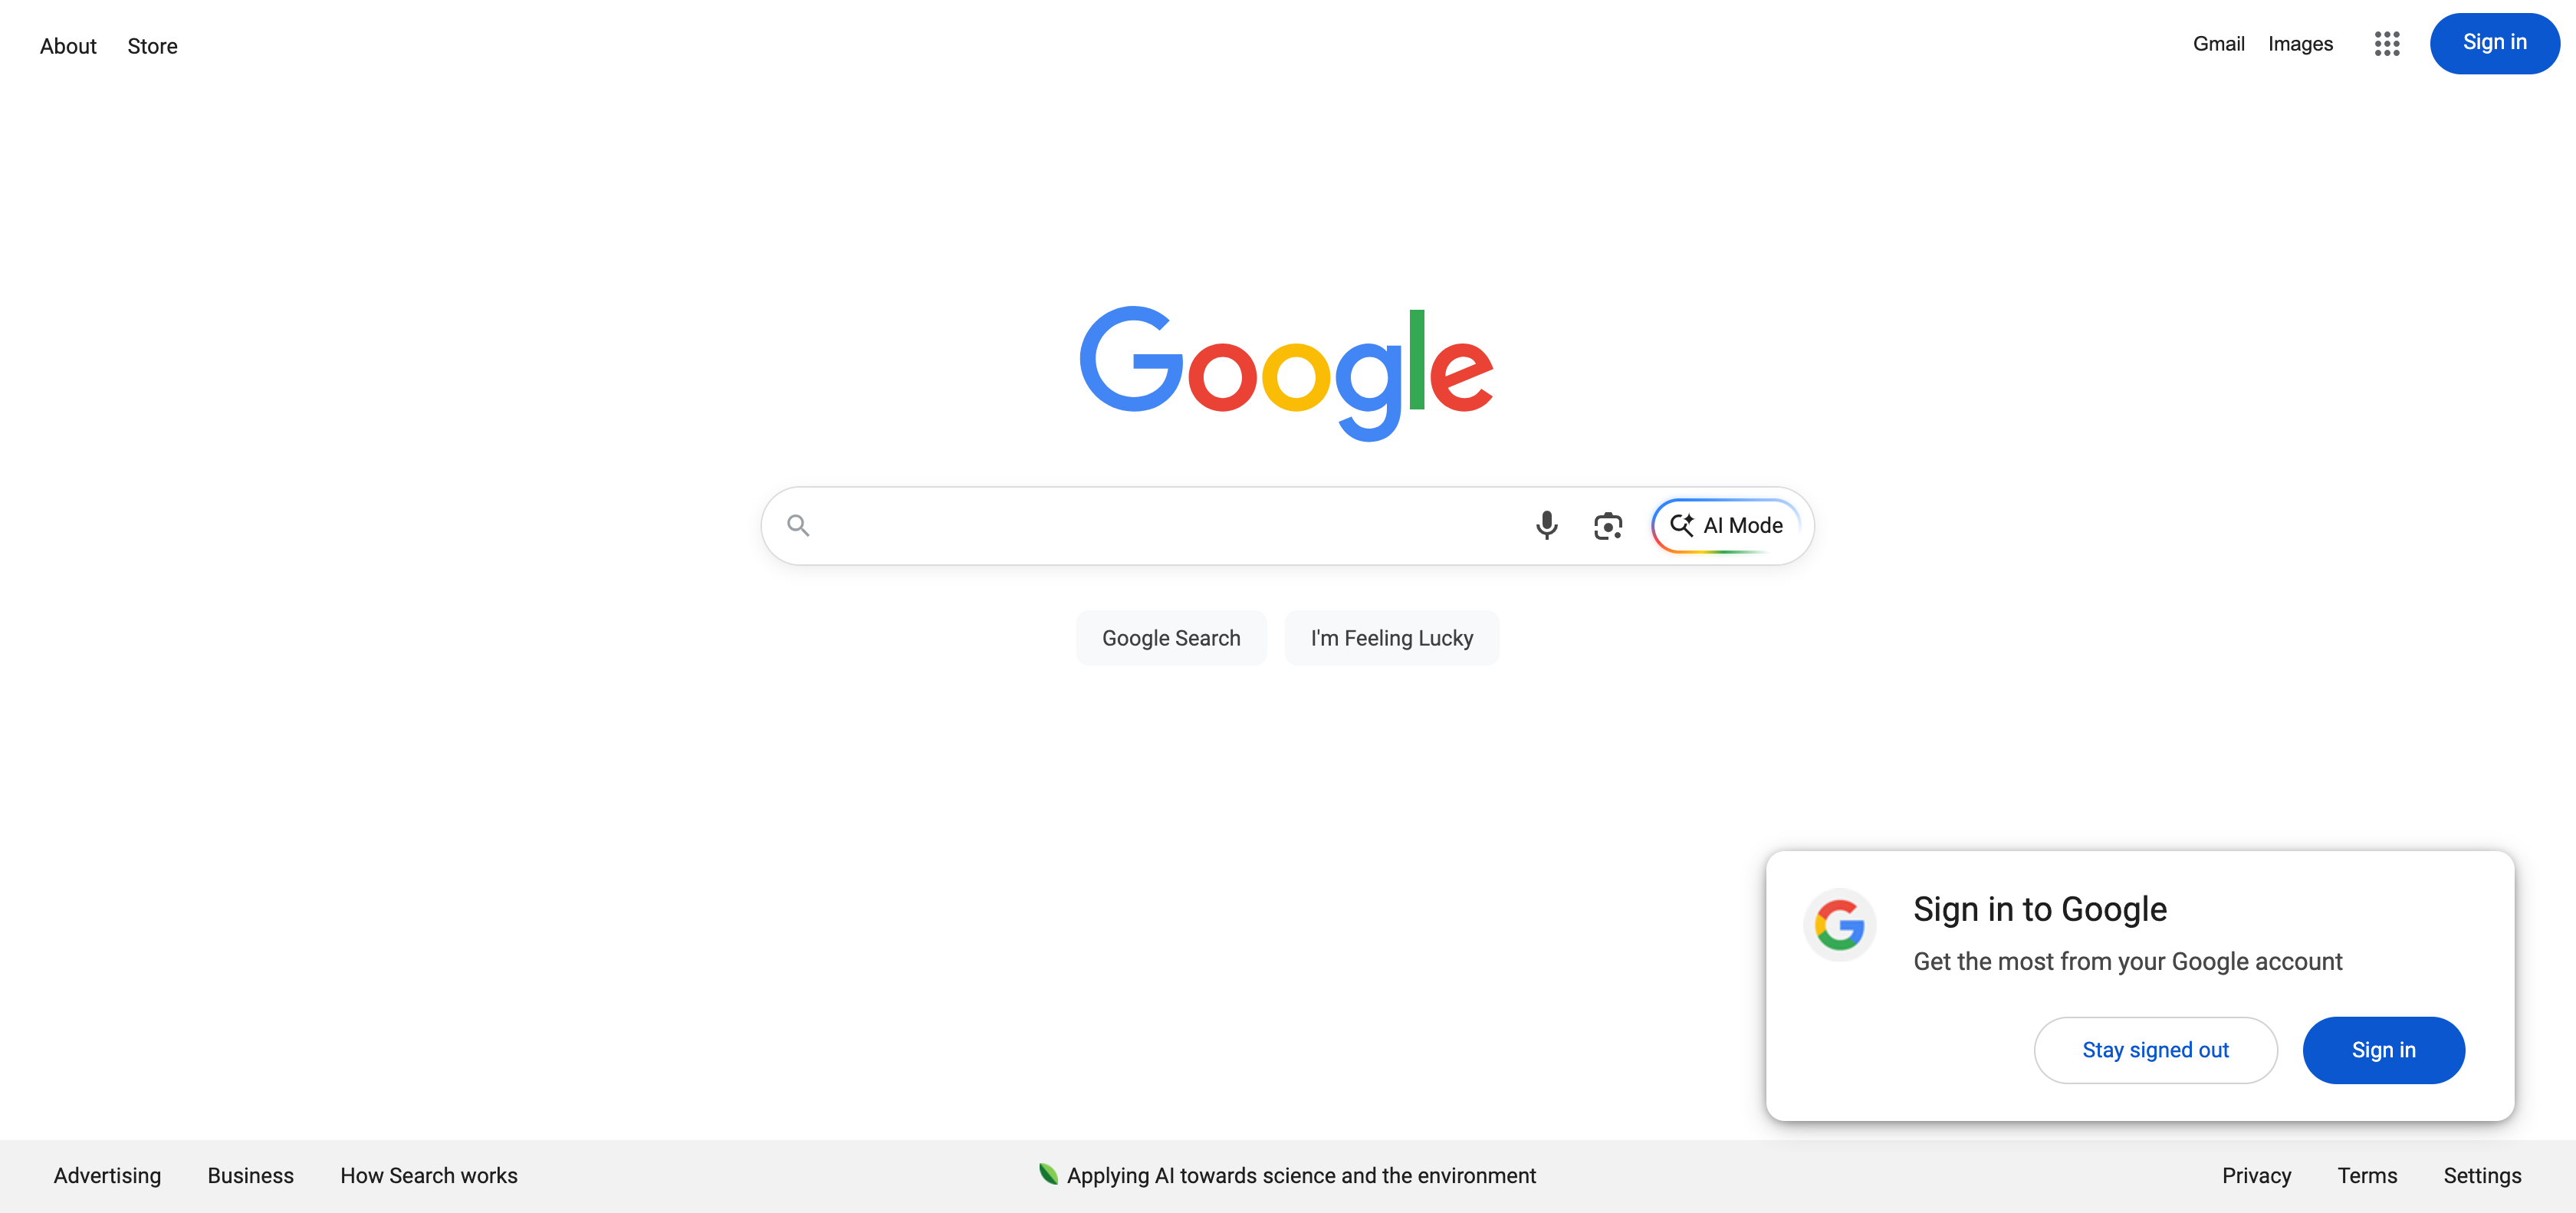 About Store
Gmail Images Sign in
Google
AI Mode
Google Search I'm Feeling Lucky
Sign in to Google
Get the most from your Google account
Stay signed out Sign in
Advertising Business How Search works
Applying AI towards science and the environment
Privacy Terms Settings